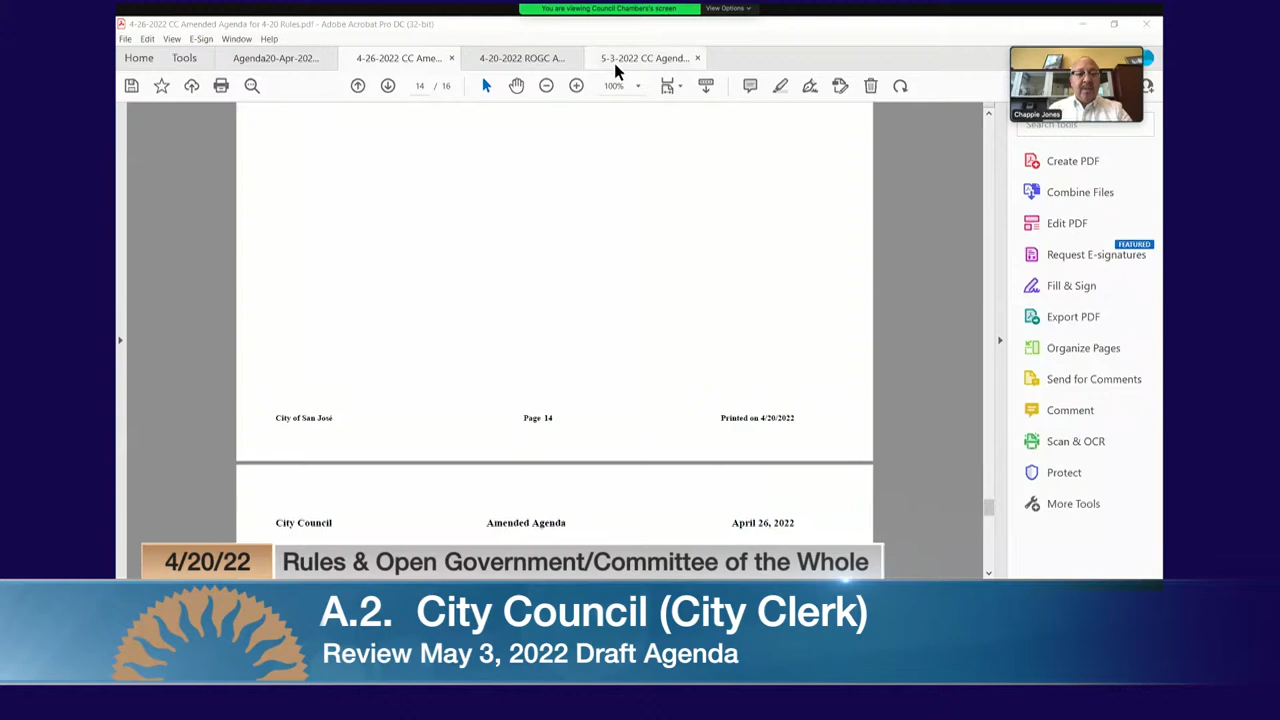 You are viewing Council Chambers's screen
View Options
4-26-2022 CC Amended Agenda for 4-20 Rules.pdf - Adobe Acrobat Pro DC (32-bit)
File Edit View E-Sign Window Help
Home Tools Agenda20-Apr-202... 4-26-2022 CC Ame... × 4-20-2022 ROGC A... 5-3-2022 CC Agend... ×
14 / 16 100%
Chappie Jones
Search tools
Create PDF
Combine Files
Edit PDF
FEATURED
Request E-signatures
Fill & Sign
Export PDF
Organize Pages
Send for Comments
Comment
Scan & OCR
Protect
More Tools
City of San José Page 14 Printed on 4/20/2022
City Council Amended Agenda April 26, 2022
4/20/22 Rules & Open Government/Committee of the Whole
A.2. City Council (City Clerk)
Review May 3, 2022 Draft Agenda